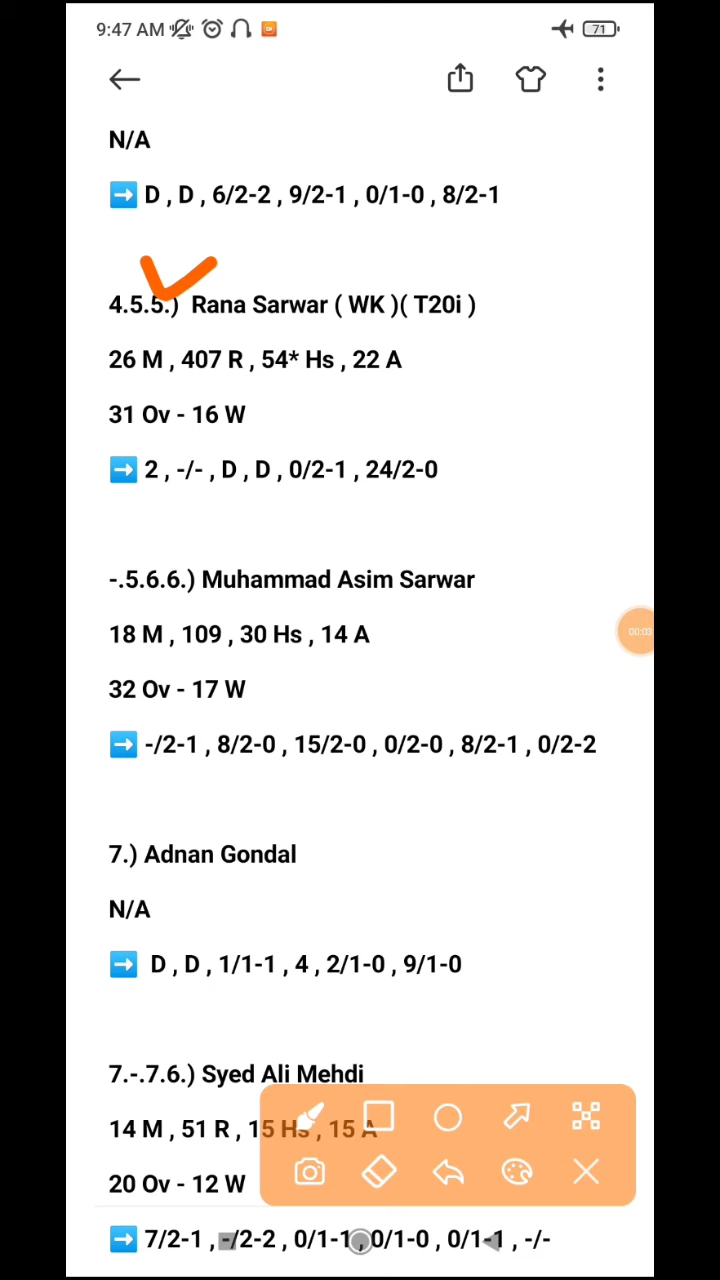 9:47 AM
71
N/A
➡ D , D , 6/2-2 , 9/2-1 , 0/1-0 , 8/2-1
4.5.5.) Rana Sarwar ( WK )( T20i )
26 M , 407 R , 54* Hs , 22 A
31 Ov - 16 W
➡ 2 , -/- , D , D , 0/2-1 , 24/2-0
-.5.6.6.) Muhammad Asim Sarwar
00:03
18 M , 109 , 30 Hs , 14 A
32 Ov - 17 W
➡ -/2-1 , 8/2-0 , 15/2-0 , 0/2-0 , 8/2-1 , 0/2-2
7.) Adnan Gondal
N/A
➡ D , D , 1/1-1 , 4 , 2/1-0 , 9/1-0
7.-.7.6.) Syed Ali Mehdi
14 M , 51 R , 15 Hs , 15 A
20 Ov - 12 W
➡ 7/2-1 , -/2-2 , 0/1-1 , 0/1-0 , 0/1-1 , -/-